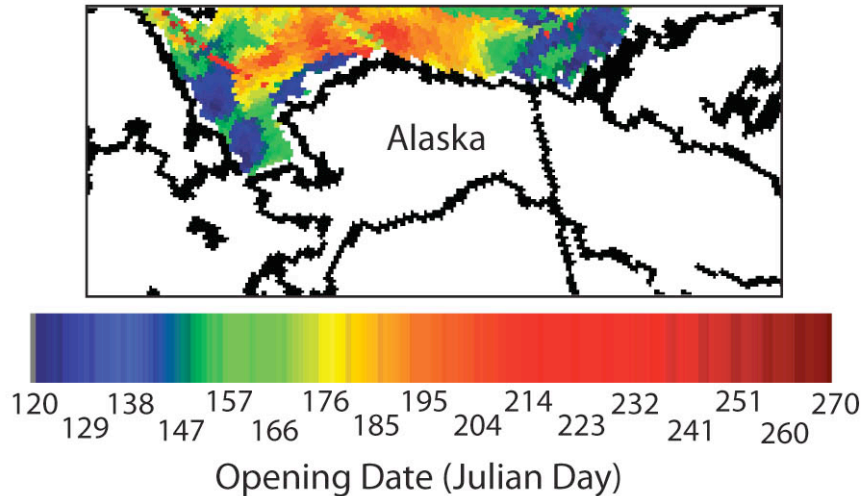 Alaska
120 138 157 176 195 214 232 251 270
129 147 166 185 204 223 241 260
Opening Date (Julian Day)